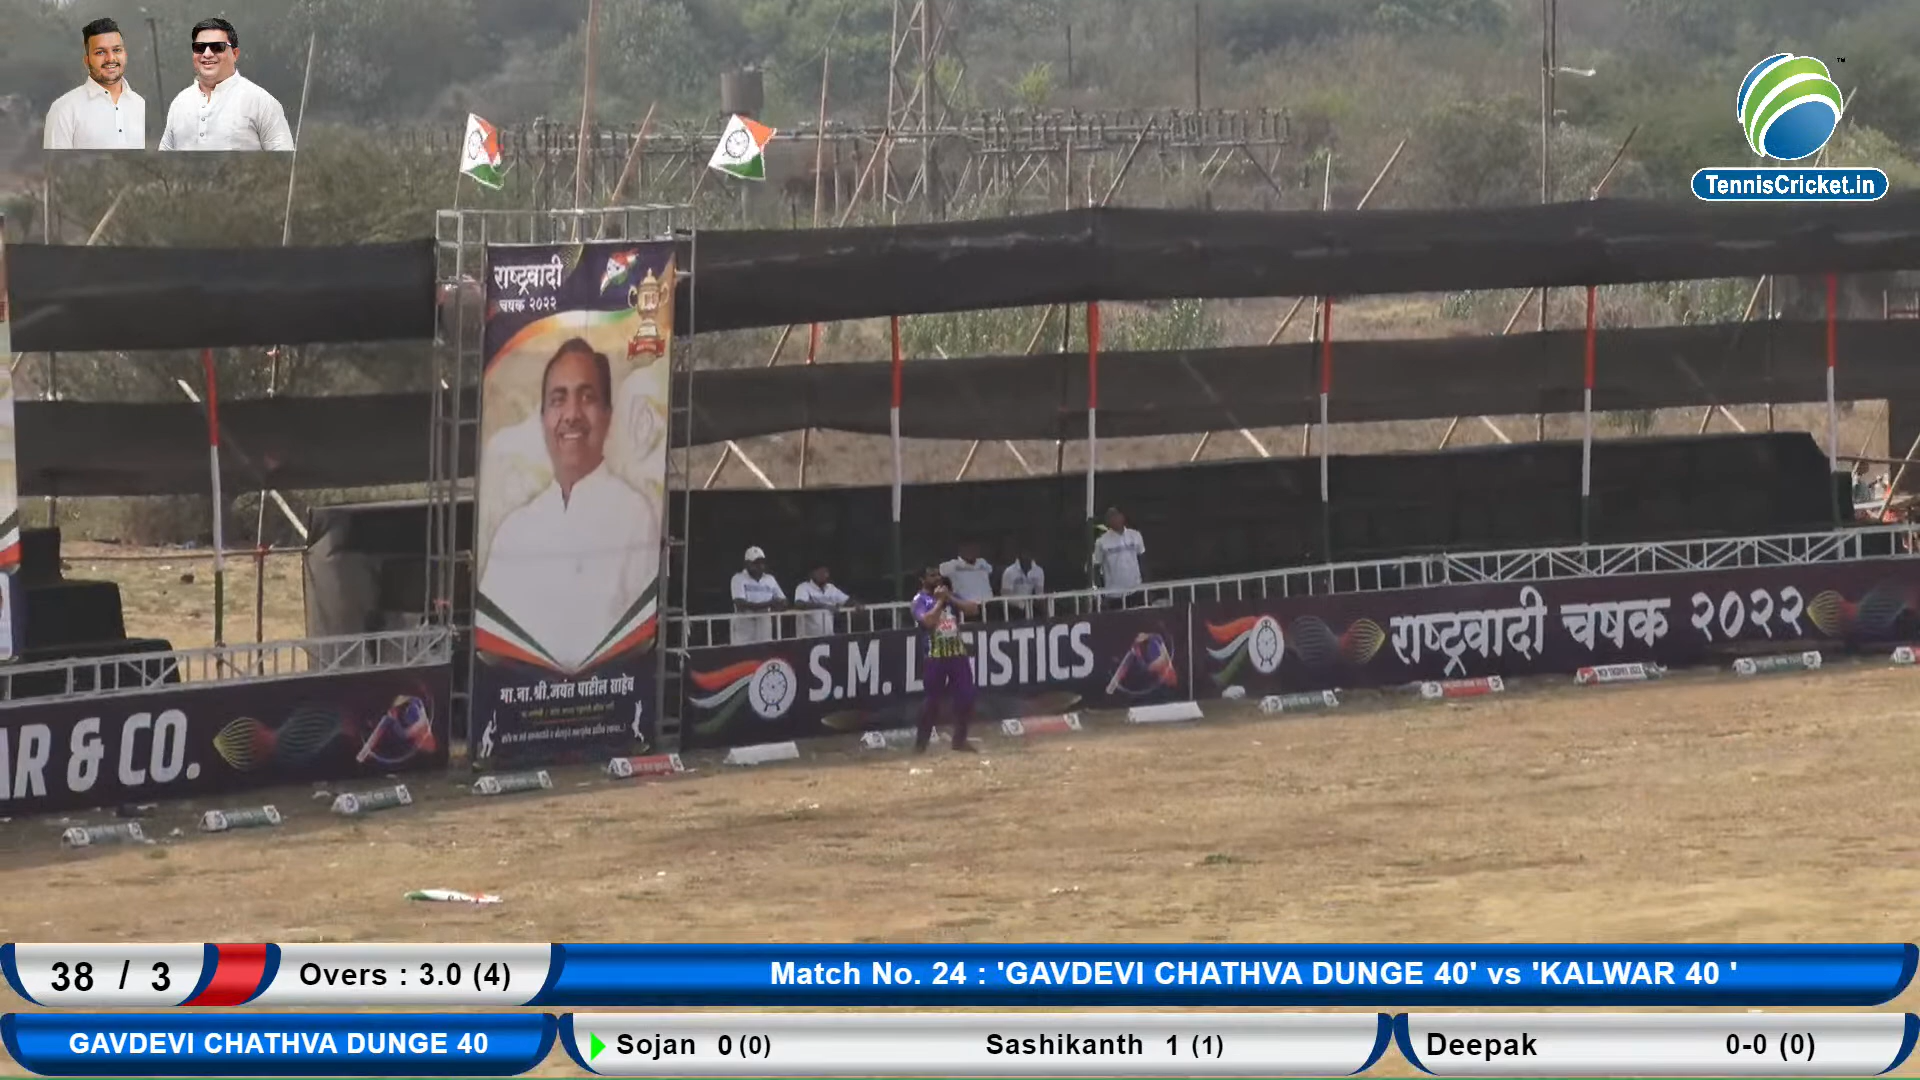 TennisCricket.in
राष्ट्रवादी
चषक २०२२
मा.ना.श्री.जयंत पाटील साहेब
AR & CO.
S.M. L
ISTICS
राष्ट्रवादी चषक २०२२
38 / 3
Overs : 3.0 (4)
Match No. 24 : 'GAVDEVI CHATHVA DUNGE 40' vs 'KALWAR 40 '
GAVDEVI CHATHVA DUNGE 40
Sojan 0 (0)
Sashikanth 1 (1)
Deepak 0-0 (0)